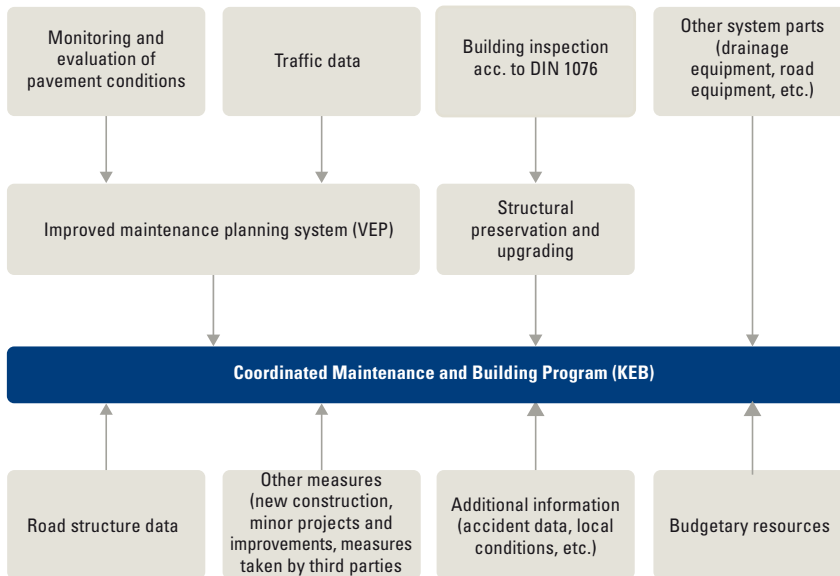 Monitoring and
evaluation of
pavement conditions
Traffic data
Building inspection
acc. to DIN 1076
Other system parts
(drainage
equipment, road
equipment, etc.)
Improved maintenance planning system (VEP)
Structural
preservation and
upgrading
Coordinated Maintenance and Building Program (KEB)
Road structure data
Other measures
(new construction,
minor projects and
improvements, measures
taken by third parties
Additional information
(accident data, local
conditions, etc.)
Budgetary resources